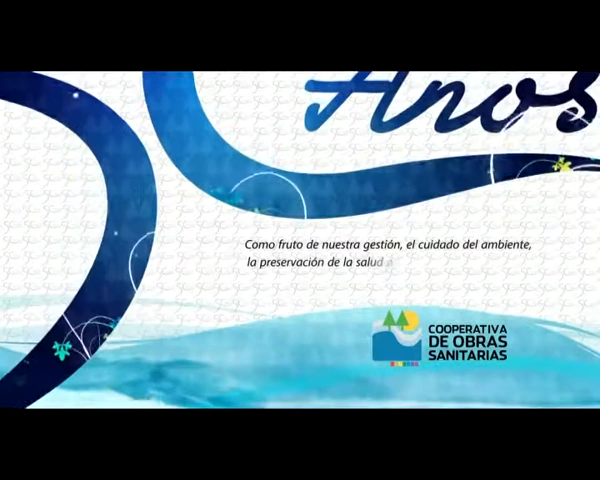 Años
Como fruto de nuestra gestión, el cuidado del ambiente,
la preservación de la salud
COOPERATIVA
DE OBRAS
SANITARIAS